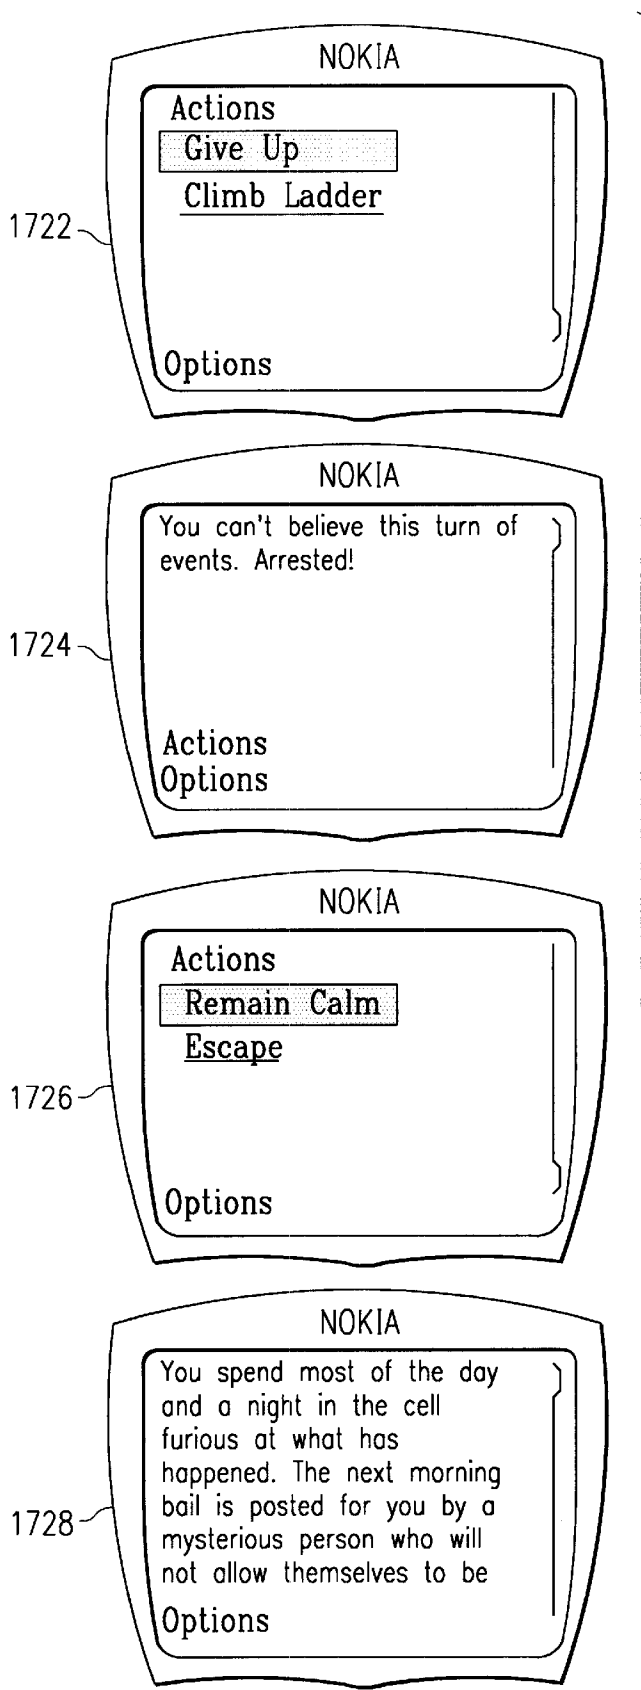 NOKIA
Actions
Give Up
Climb Ladder
1722
Options
NOKIA
You can't believe this turn of
events. Arrested!
1724
Actions
Options
NOKIA
Actions
Remain Calm
Escape
1726
Options
NOKIA
You spend most of the day
and a night in the cell
furious at what has
happened. The next morning
bail is posted for you by a
1728
mysterious person who will
not allow themselves to be
Options